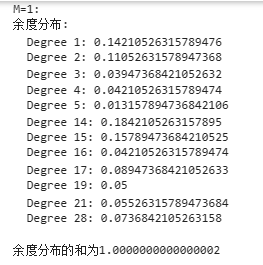 M=1:
余度分布:
Degree 1: 0.14210526315789476
Degree 2: 0.11052631578947368
Degree 3: 0.03947368421052632
Degree 4: 0.04210526315789474
Degree 5: 0.013157894736842106
Degree 14: 0.1842105263157895
Degree 15: 0.15789473684210525
Degree 16: 0.04210526315789474
Degree 17: 0.08947368421052633
Degree 19: 0.05
Degree 21: 0.05526315789473684
Degree 28: 0.0736842105263158
余度分布的和为1.0000000000000002